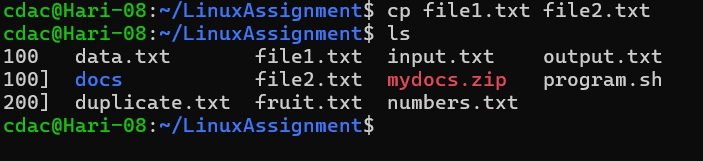 cdac@Hari-08:~/LinuxAssignment$ cp file1.txt file2.txt
cdac@Hari-08:~/LinuxAssignment$ ls
100   data.txt       file1.txt  input.txt    output.txt
100]  docs           file2.txt  mydocs.zip   program.sh
200]  duplicate.txt  fruit.txt  numbers.txt
cdac@Hari-08:~/LinuxAssignment$